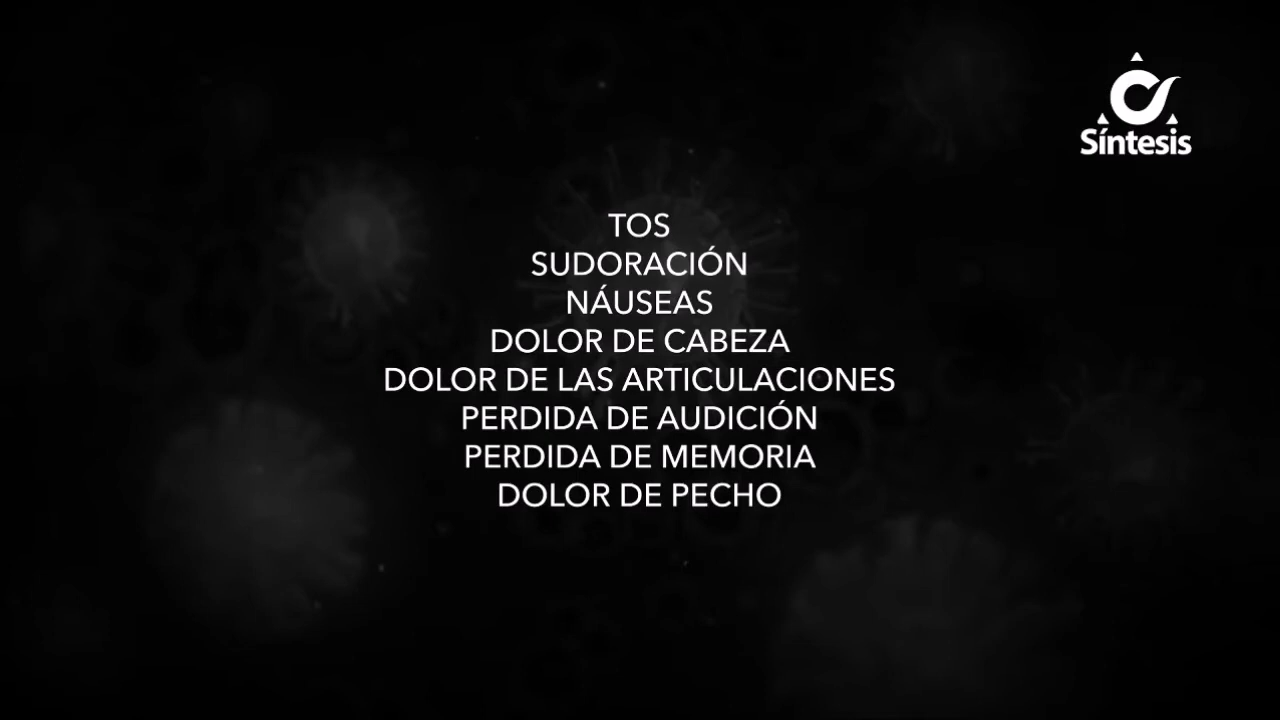 Síntesis
TOS
SUDORACIÓN
NÁUSEAS
DOLOR DE CABEZA
DOLOR DE LAS ARTICULACIONES
PERDIDA DE AUDICIÓN
PERDIDA DE MEMORIA
DOLOR DE PECHO